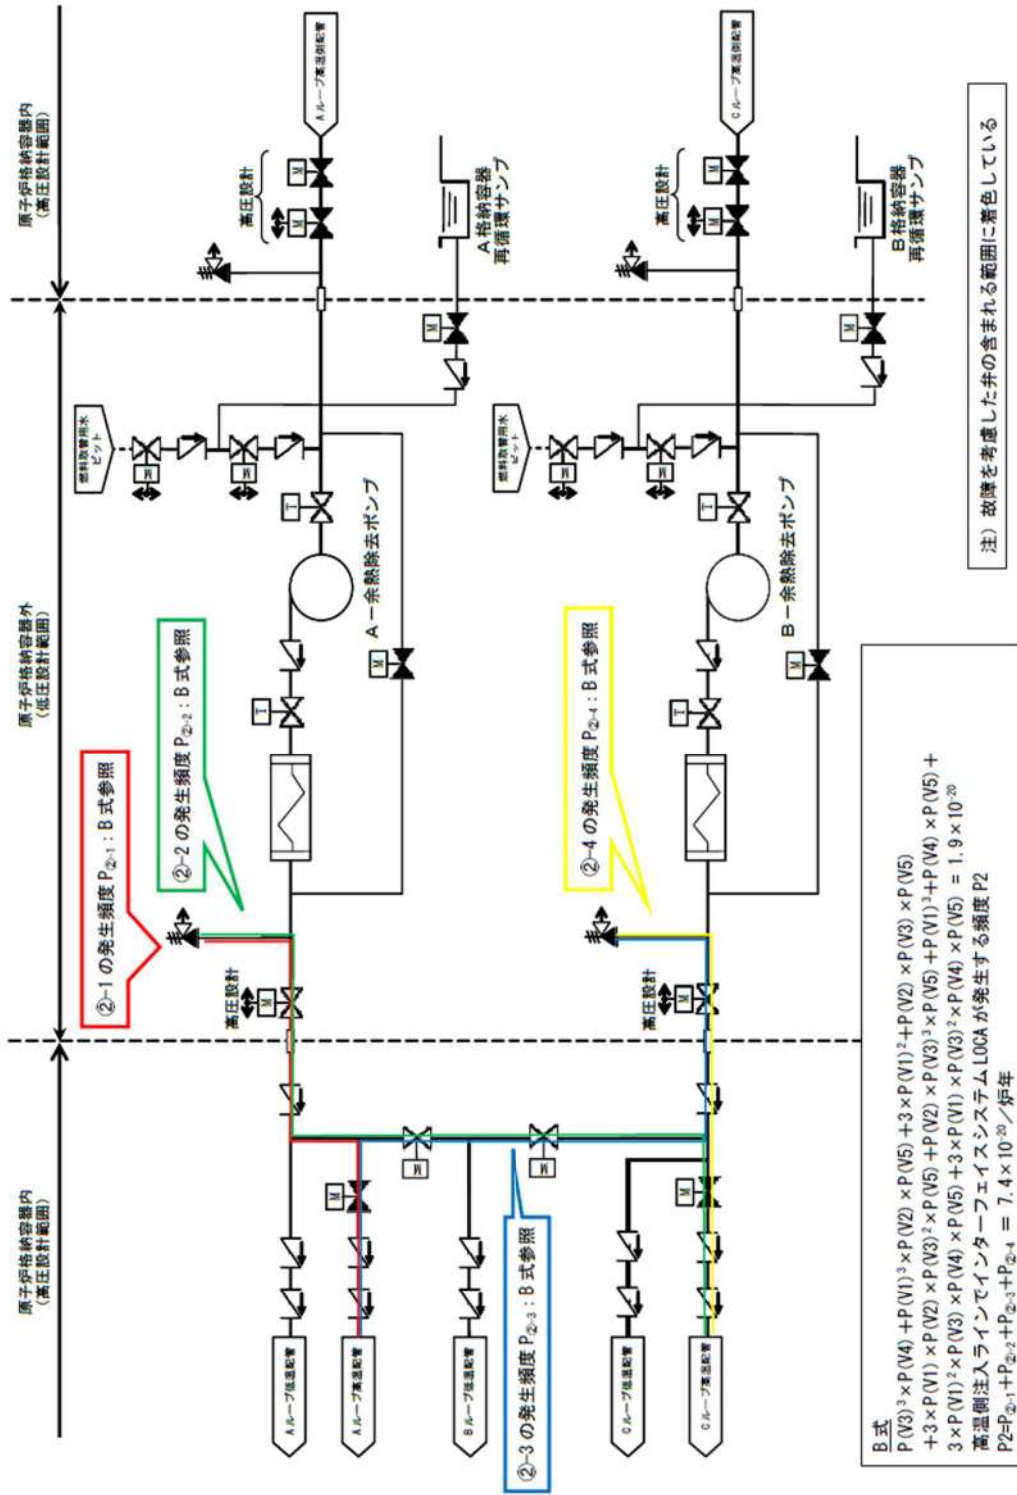 原子炉格納容器内
(高圧設計範囲)
原子炉格納容器外
(低圧設計範囲)
原子炉格納容器内
(高圧設計範囲)
②-1 の発生頻度 P②-1:B 式参照
②-2 の発生頻度 P②-2:B 式参照
②-3 の発生頻度 P②-3:B 式参照
②-4 の発生頻度 P②-4:B 式参照
Aループ低温配管
Aループ高温配管
Bループ低温配管
Cループ低温配管
Cループ高温配管
高圧設計
M
M
M
M
高圧設計
M
M
T
A-余熱除去ポンプ
T
M
燃料取替用水
ピット
M
M
M
A格納容器
再循環サンプ
高圧設計
M
M
Aループ高温側配管
T
B-余熱除去ポンプ
T
M
燃料取替用水
ピット
M
M
M
B格納容器
再循環サンプ
高圧設計
M
M
Cループ高温側配管
B式
P(V3)³×P(V4)+P(V1)³×P(V2)×P(V5)+3×P(V1)²+P(V2)×P(V3)×P(V5)
+3×P(V1)×P(V2)×P(V3)²×P(V5)+P(V2)×P(V3)³×P(V5)+P(V1)³+P(V4)×P(V5)+
3×P(V1)²×P(V3)×P(V4)×P(V5)+3×P(V1)×P(V3)²×P(V4)×P(V5) = 1.9×10⁻²⁰
高温側注入ラインでインターフェイスシステムLOCAが発生する頻度 P2
P2=P②-1+P②-2+P②-3+P②-4 = 7.4×10⁻²⁰/炉年
注) 故障を考慮した弁の含まれる範囲に着色している